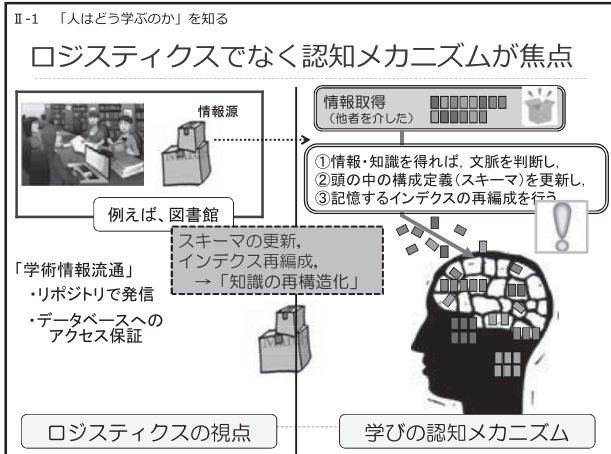 Ⅱ-1 「人はどう学ぶのか」を知る
ロジスティクスでなく認知メカニズムが焦点
情報源
例えば、図書館
情報取得
(他者を介した)
①情報・知識を得れば,文脈を判断し,
②頭の中の構成定義(スキーマ)を更新し,
③記憶するインデクスの再編成を行う
スキーマの更新,
インデクス再編成,
→「知識の再構造化」
「学術情報流通」
・リポジトリで発信
・データベースへの
アクセス保証
ロジスティクスの視点
学びの認知メカニズム